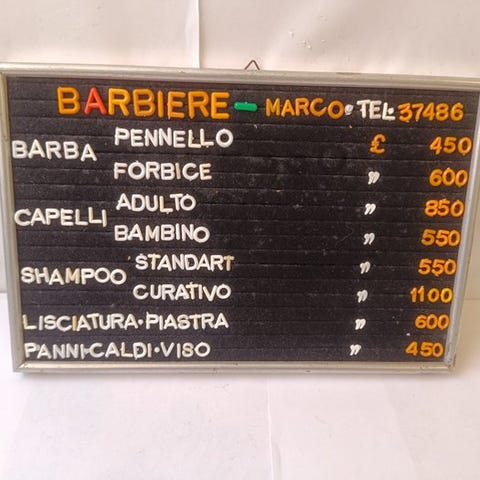 BARBIERE - MARCO • TEL. 37486
BARBA PENNELLO £ 450
FORBICE " 600
CAPELLI ADULTO " 850
BAMBINO " 550
SHAMPOO STANDART " 550
CURATIVO " 1100
LISCIATURA•PIASTRA " 600
PANNI•CALDI•VISO " 450